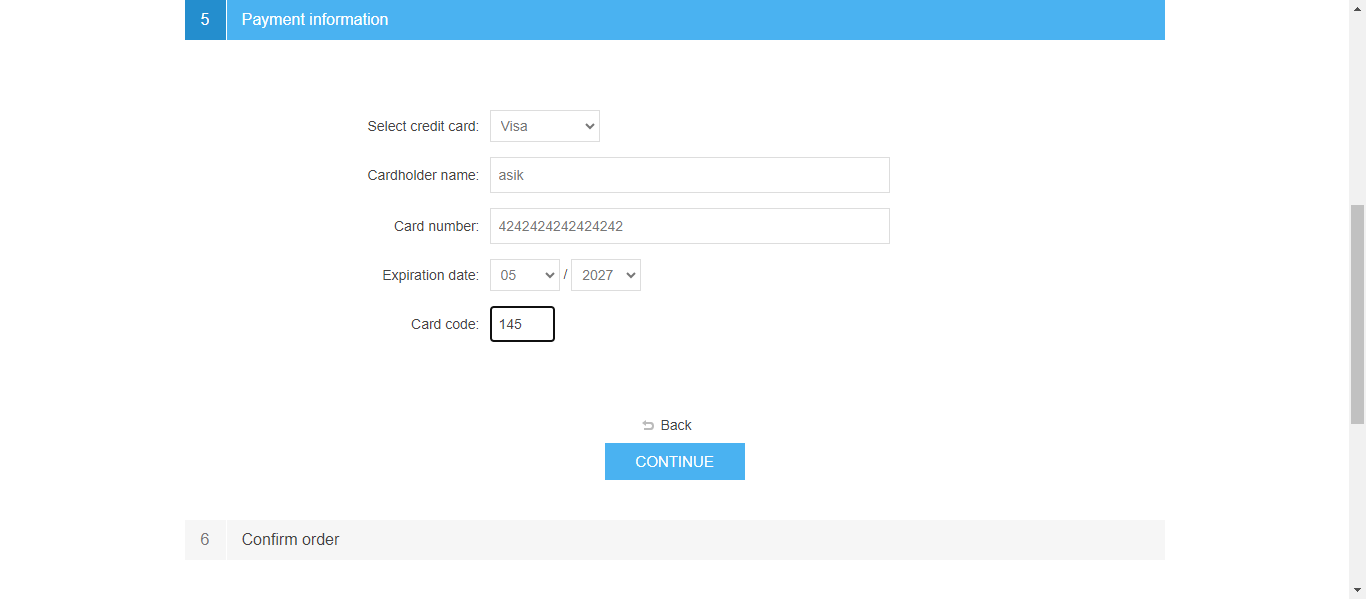 5 Payment information
Select credit card: Visa
Cardholder name: asik
Card number: 4242424242424242
Expiration date: 05 / 2027
Card code: 145
Back
CONTINUE
6 Confirm order